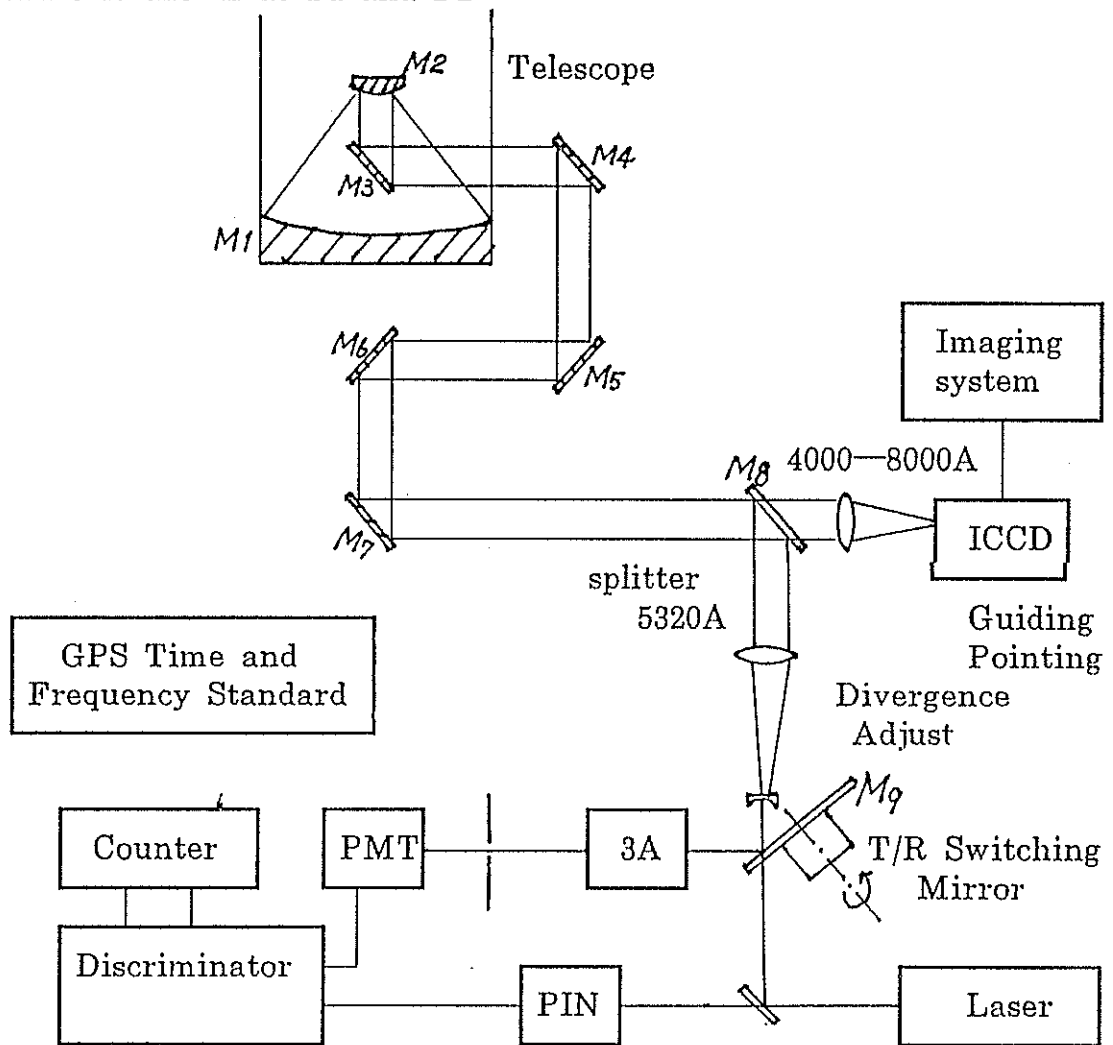 M2
Telescope
M4
M3
M1
M6
M5
Imaging
system
4000—8000A
M8
ICCD
M7
splitter
5320A
Guiding
Pointing
GPS Time and
Frequency Standard
Divergence
Adjust
M9
Counter
PMT
3A
T/R Switching
Mirror
Discriminator
PIN
Laser